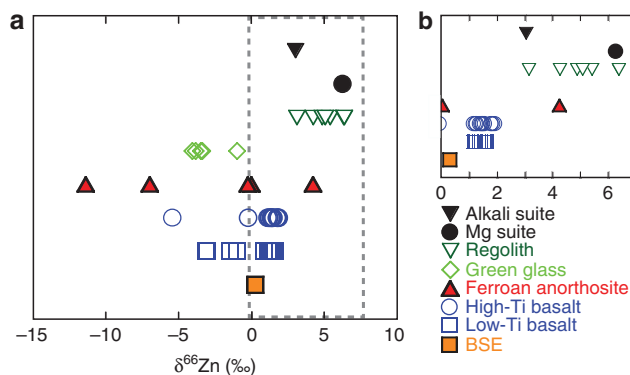 a
b
0 2 4 6
Alkali suite
Mg suite
Regolith
Green glass
Ferroan anorthosite
High-Ti basalt
Low-Ti basalt
BSE
−15 −10 −5 0 5 10
δ⁶⁶Zn (‰)